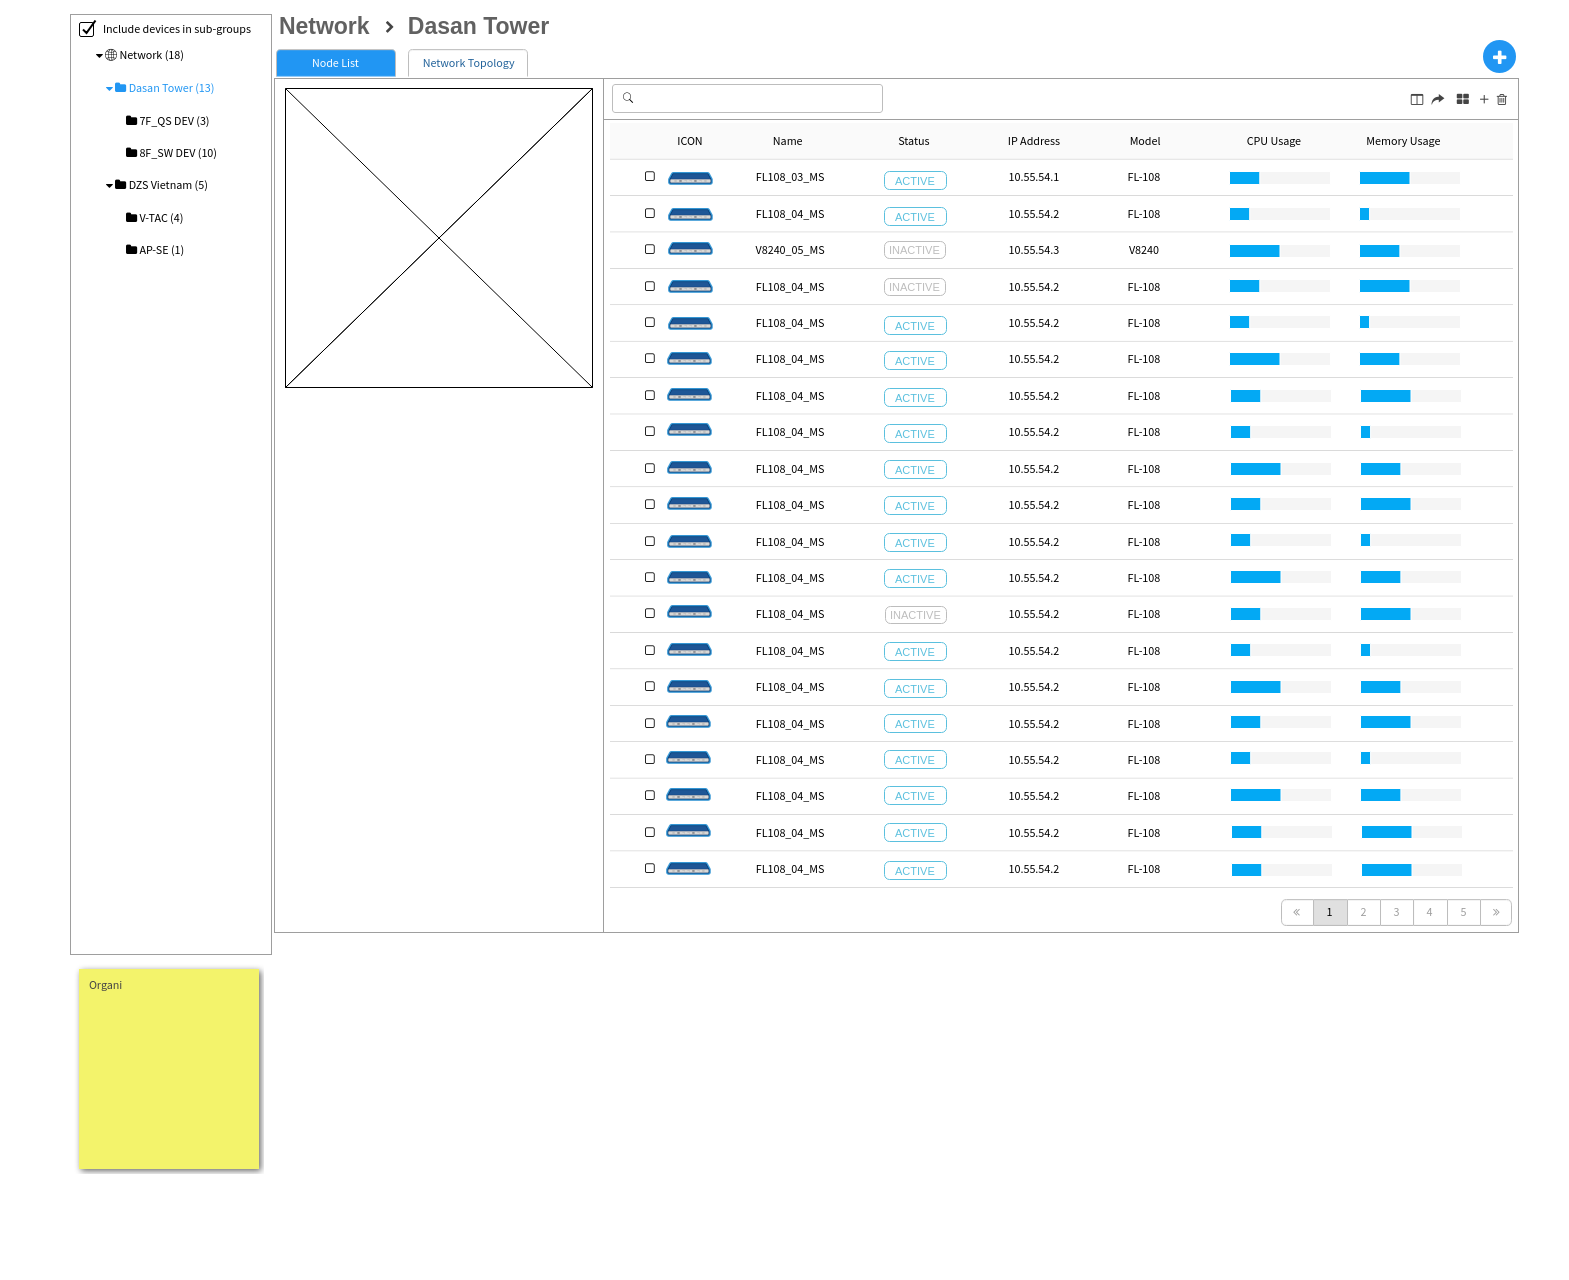 Include devices in sub-groups
Network (18)
Dasan Tower (13)
7F_QS DEV (3)
8F_SW DEV (10)
DZS Vietnam (5)
V-TAC (4)
AP-SE (1)
Network > Dasan Tower
Node List Network Topology
ICON Name Status IP Address Model CPU Usage Memory Usage
FL108_03_MS ACTIVE 10.55.54.1 FL-108
FL108_04_MS ACTIVE 10.55.54.2 FL-108
V8240_05_MS INACTIVE 10.55.54.3 V8240
FL108_04_MS INACTIVE 10.55.54.2 FL-108
FL108_04_MS ACTIVE 10.55.54.2 FL-108
FL108_04_MS ACTIVE 10.55.54.2 FL-108
FL108_04_MS ACTIVE 10.55.54.2 FL-108
FL108_04_MS ACTIVE 10.55.54.2 FL-108
FL108_04_MS ACTIVE 10.55.54.2 FL-108
FL108_04_MS ACTIVE 10.55.54.2 FL-108
FL108_04_MS ACTIVE 10.55.54.2 FL-108
FL108_04_MS ACTIVE 10.55.54.2 FL-108
FL108_04_MS INACTIVE 10.55.54.2 FL-108
FL108_04_MS ACTIVE 10.55.54.2 FL-108
FL108_04_MS ACTIVE 10.55.54.2 FL-108
FL108_04_MS ACTIVE 10.55.54.2 FL-108
FL108_04_MS ACTIVE 10.55.54.2 FL-108
FL108_04_MS ACTIVE 10.55.54.2 FL-108
FL108_04_MS ACTIVE 10.55.54.2 FL-108
FL108_04_MS ACTIVE 10.55.54.2 FL-108
« 1 2 3 4 5 »
Organi